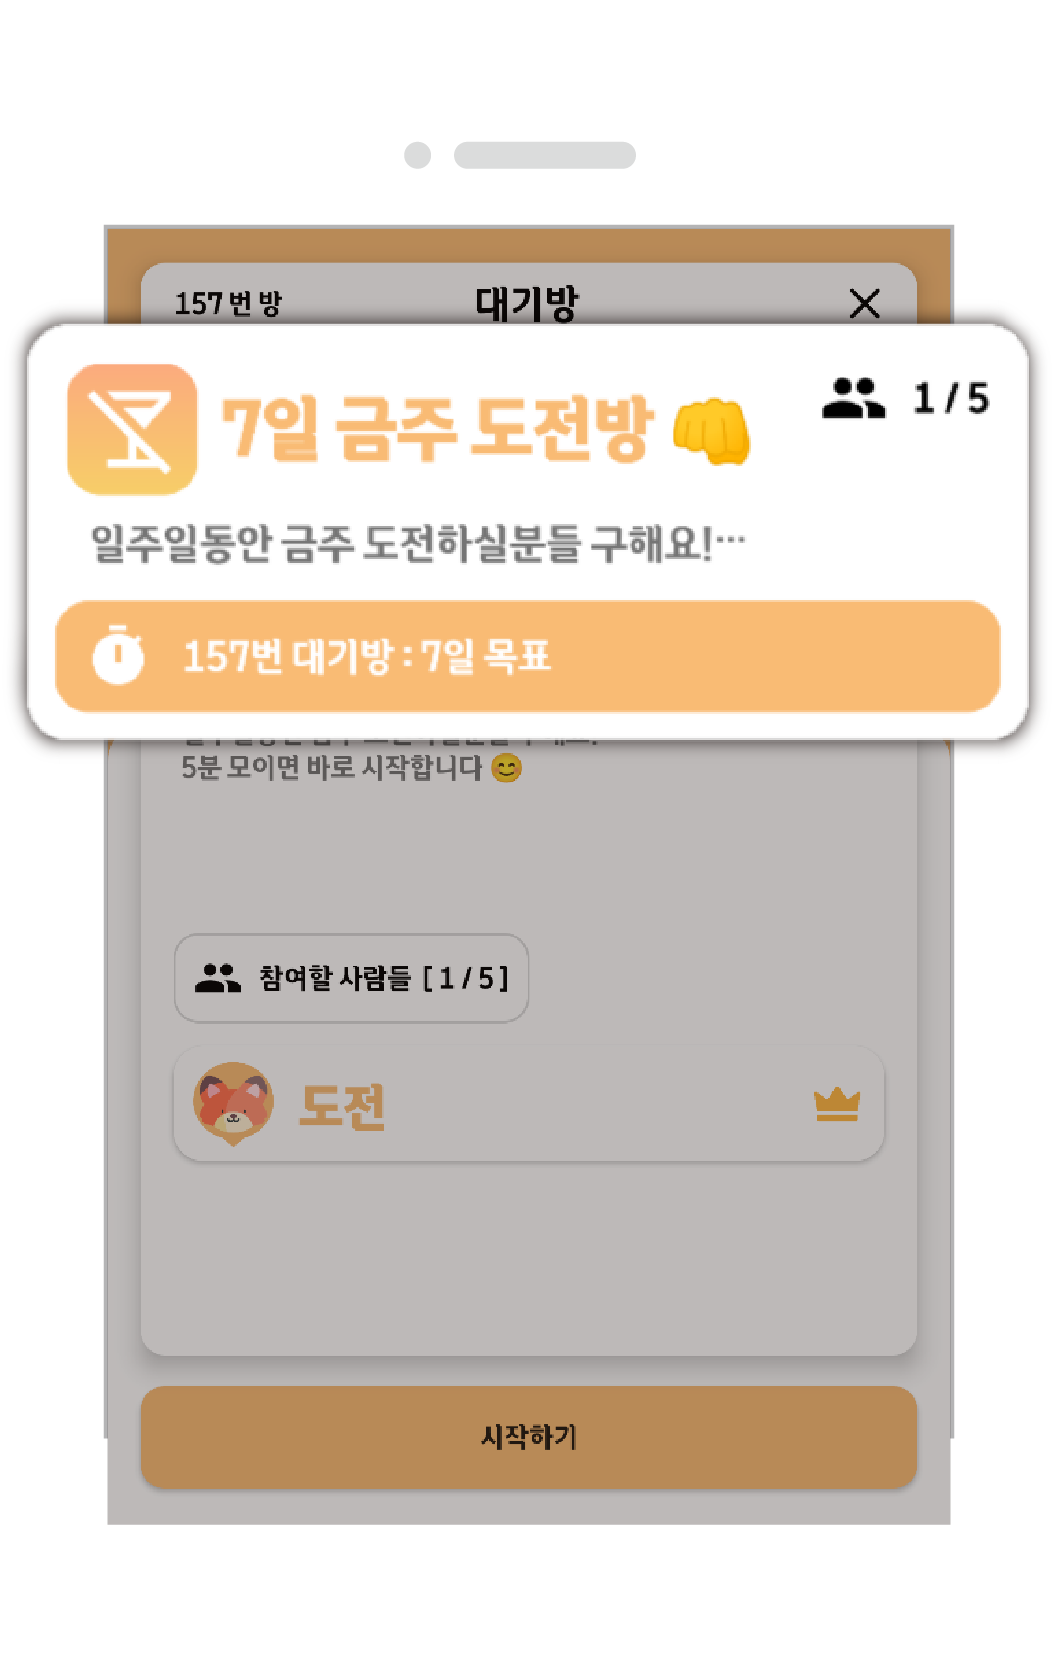 157번 방
대기방
7일 금주 도전방 👊
1 / 5
일주일동안 금주 도전하실분들 구해요!…
157번 대기방 : 7일 목표
5분 모이면 바로 시작합니다 😊
참여할 사람들 [ 1 / 5 ]
도전
시작하기